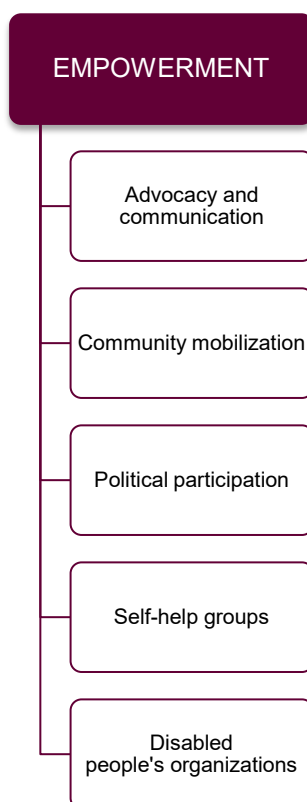 EMPOWERMENT
Advocacy and
communication
Community mobilization
Political participation
Self-help groups
Disabled
people's organizations